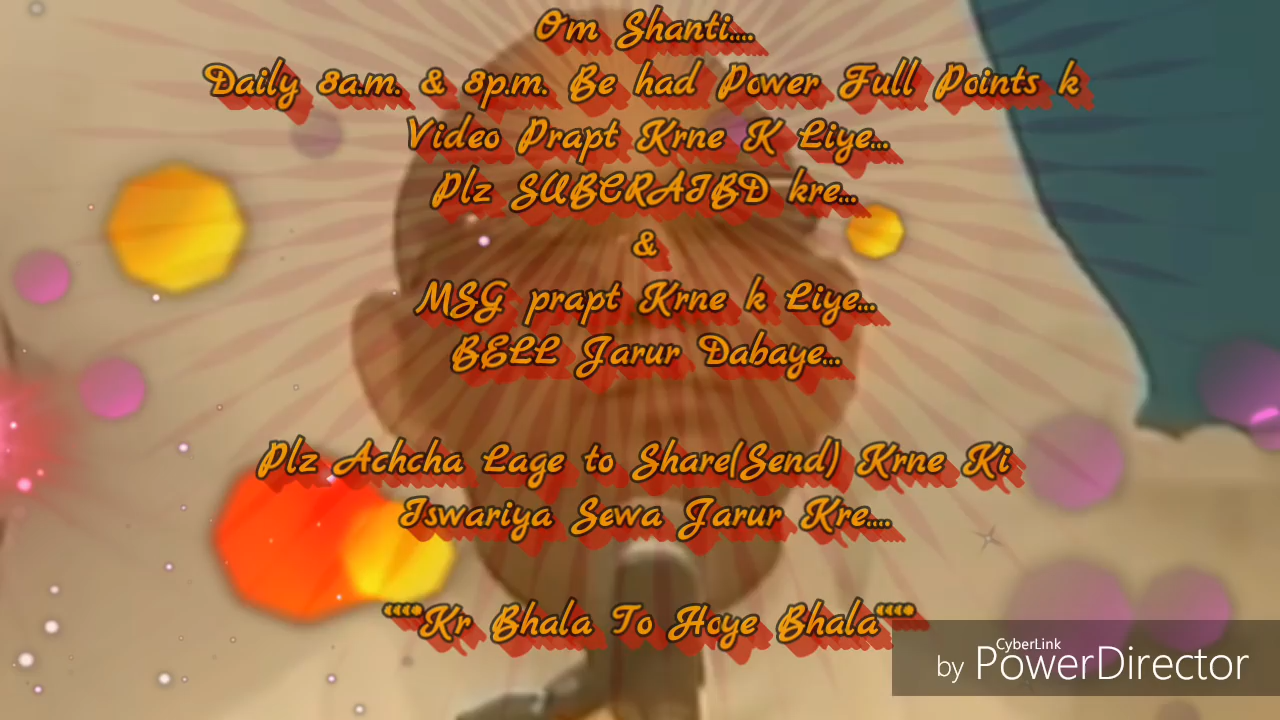 Om Shanti....
Daily 8a.m. & 8p.m. Be had Power Full Points k
Video Prapt Krne K Liye...
Plz SUBCRAIBD kre...
&
MSG prapt Krne k Liye...
BELL Jarur Dabaye...
Plz Achcha Lage to Share(Send) Krne Ki
Iswariya Sewa Jarur Kre....
****Kr Bhala To Hoye Bhala****
by CyberLink PowerDirector